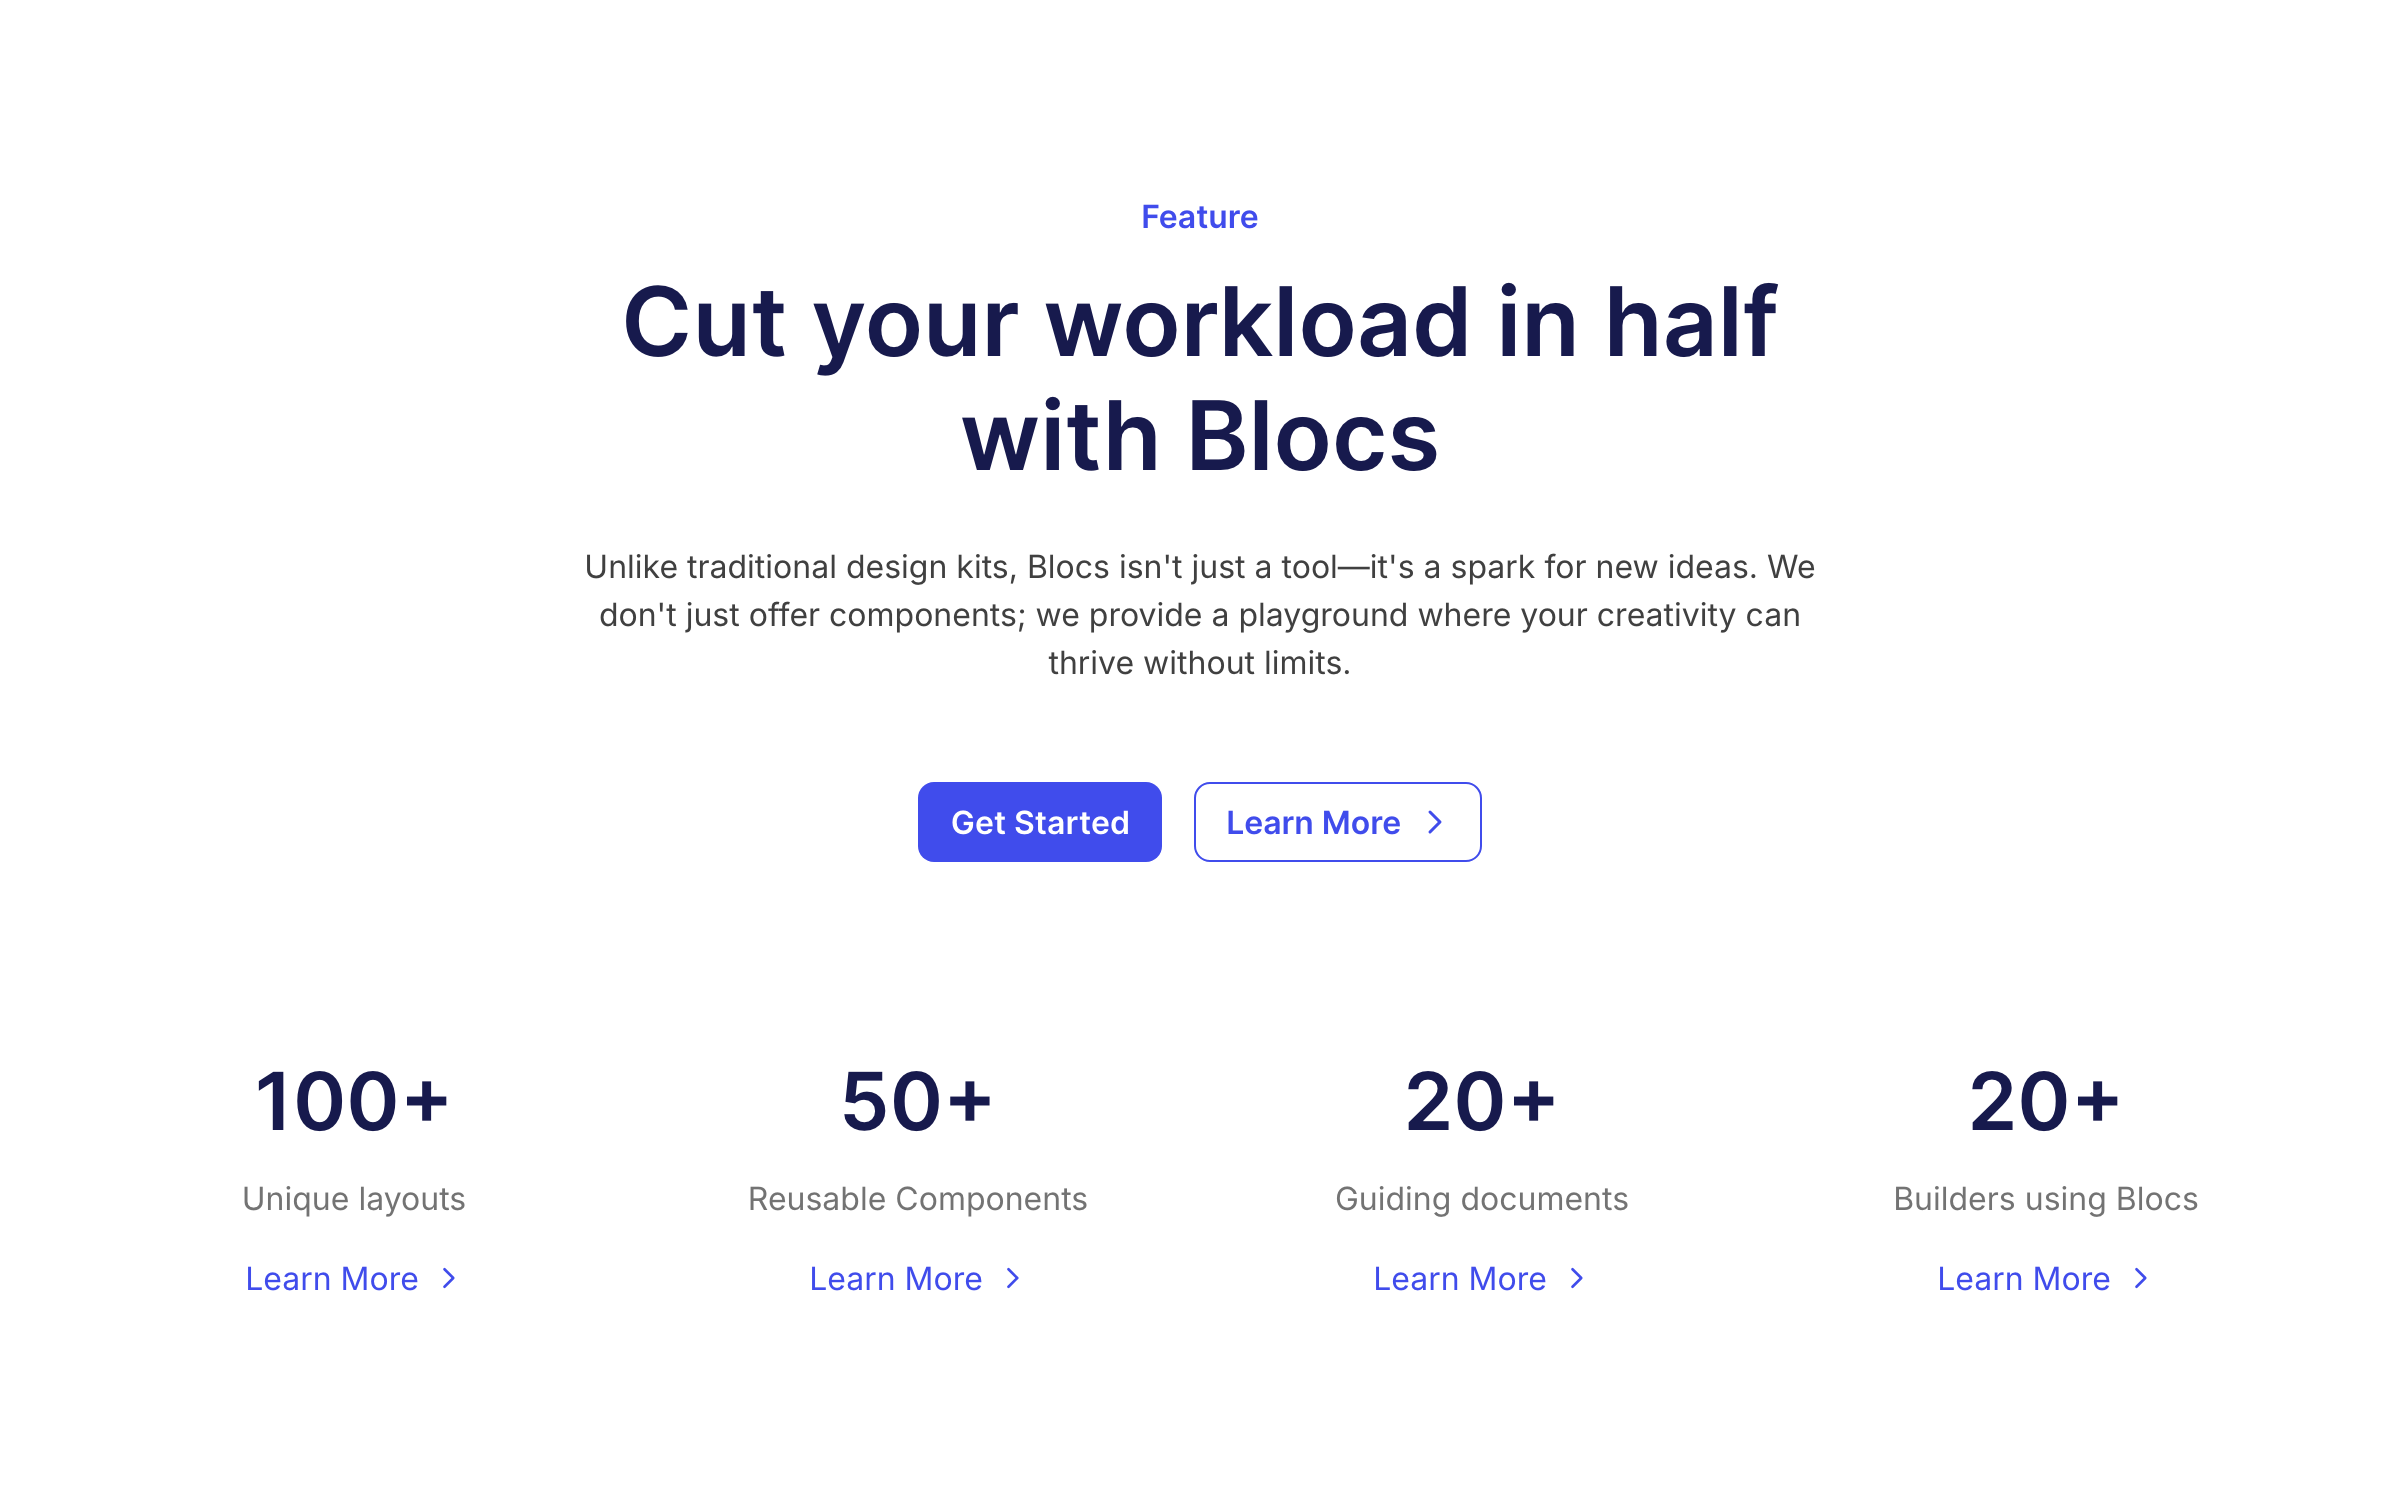 Feature
Cut your workload in half
with Blocs
Unlike traditional design kits, Blocs isn't just a tool—it's a spark for new ideas. We
don't just offer components; we provide a playground where your creativity can
thrive without limits.
Get Started
Learn More
100+
Unique layouts
Learn More
50+
Reusable Components
Learn More
20+
Guiding documents
Learn More
20+
Builders using Blocs
Learn More